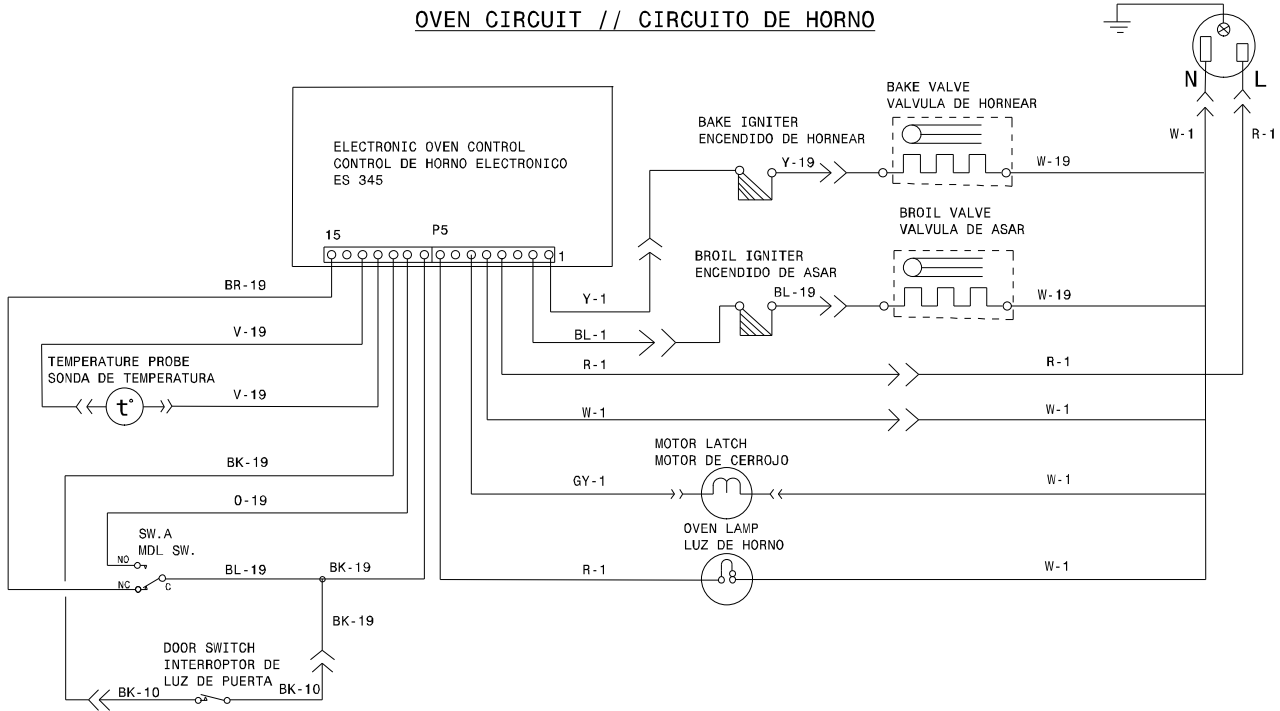 OVEN CIRCUIT // CIRCUITO DE HORNO
N
L
W-1
R-1
BAKE VALVE
VALVULA DE HORNEAR
BAKE IGNITER
ENCENDIDO DE HORNEAR
Y-19
W-19
ELECTRONIC OVEN CONTROL
CONTROL DE HORNO ELECTRONICO
ES 345
15
P5
1
BROIL VALVE
VALVULA DE ASAR
BROIL IGNITER
ENCENDIDO DE ASAR
BL-19
W-19
BR-19
Y-1
V-19
BL-1
TEMPERATURE PROBE
SONDA DE TEMPERATURA
t°
R-1
R-1
V-19
W-1
W-1
MOTOR LATCH
MOTOR DE CERROJO
BK-19
GY-1
W-1
O-19
OVEN LAMP
LUZ DE HORNO
SW.A
MDL SW.
NO
NC
C
BL-19
BK-19
R-1
W-1
BK-19
DOOR SWITCH
INTERROPTOR DE
LUZ DE PUERTA
BK-10
BK-10